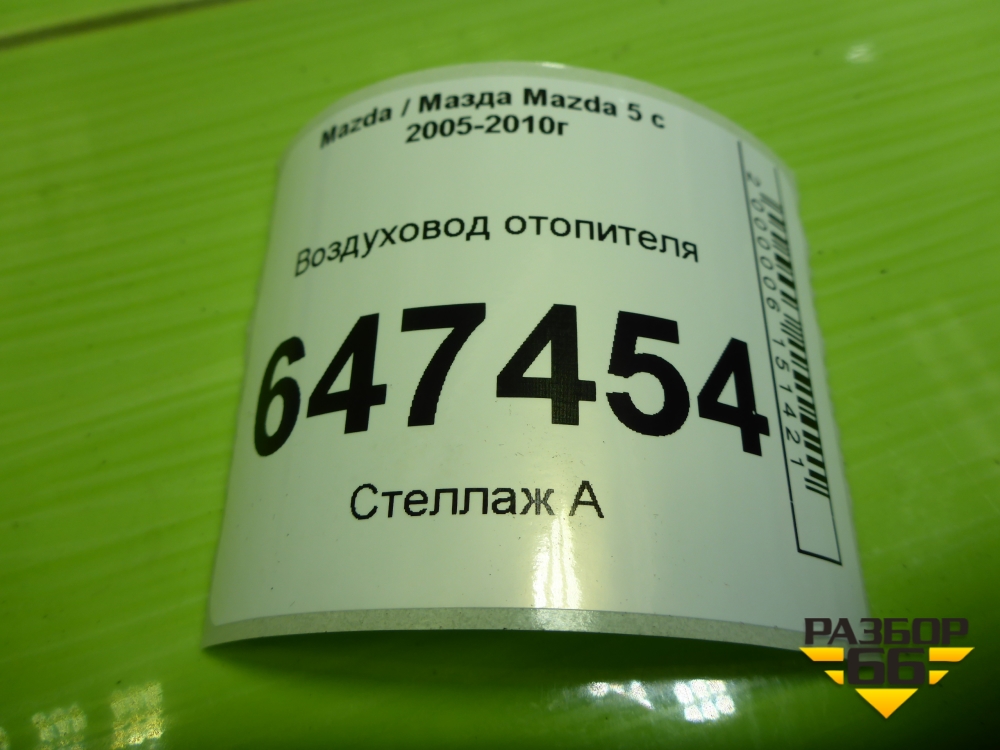 Mazda / Мазда Mazda 5 с
2005-2010г
Воздуховод отопителя
647454
Стеллаж А
2000006151421
РАЗБОР
66